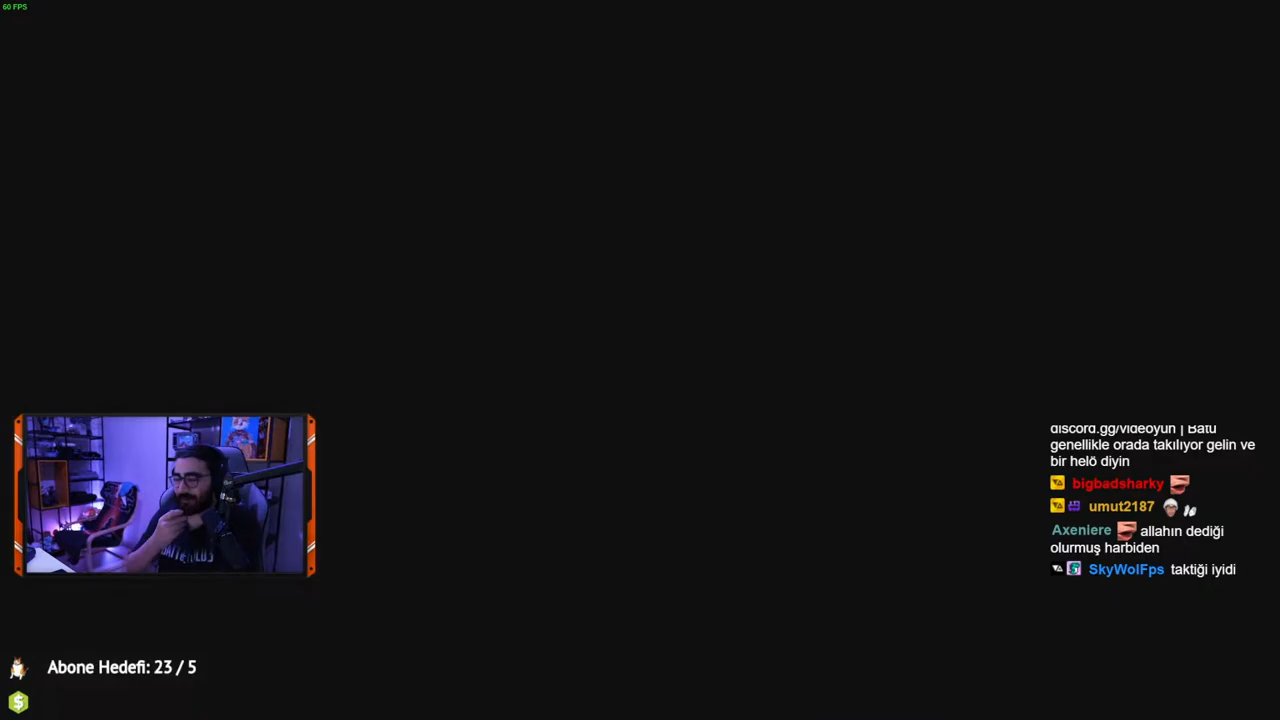 60 FPS
discord.gg/videoyun | Batu
genellikle orada takılıyor gelin ve
bir helö diyin
bigbadsharky
umut2187
Axeniere allahın dediği
olurmuş harbiden
SkyWolFps taktiği iyidi
Abone Hedefi: 23 / 5